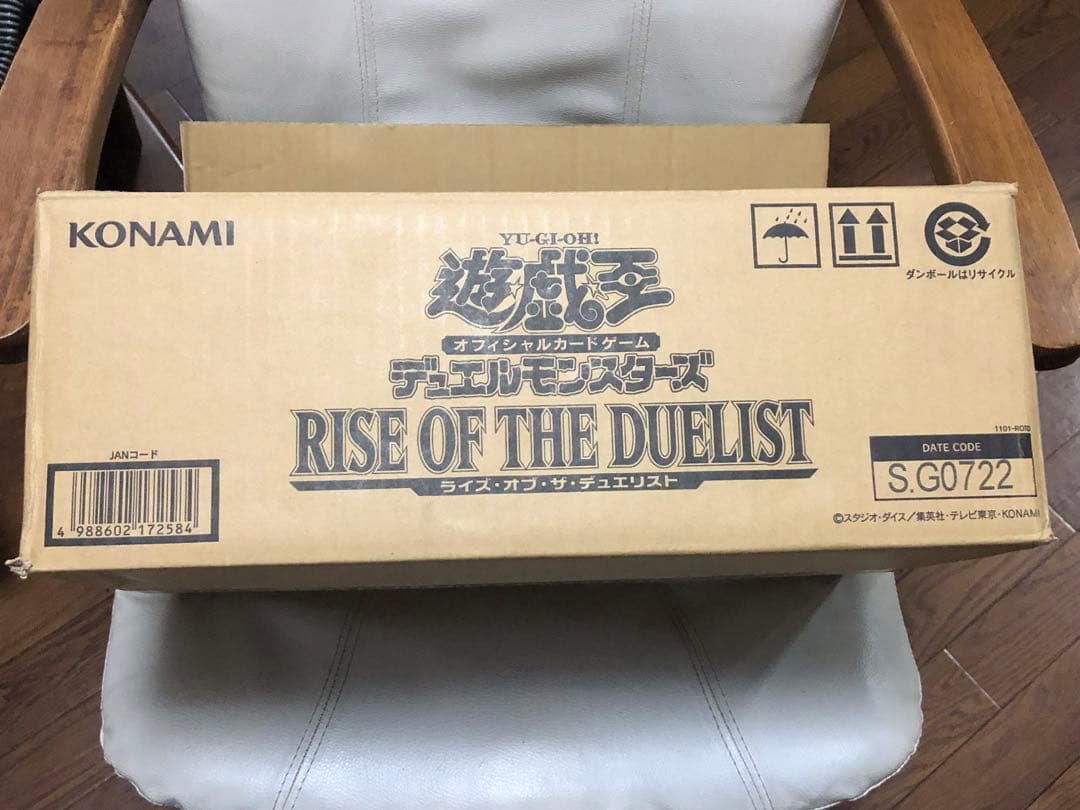 KONAMI
YU-GI-OH!
遊戯王
オフィシャルカードゲーム
デュエルモンスターズ
RISE OF THE DUELIST
ライズ・オブ・ザ・デュエリスト
ダンボールはリサイクル
JANコード
4 988602 172584
1101-ROTD
DATE CODE
S.G0722
©スタジオ・ダイス/集英社・テレビ東京・KONAMI